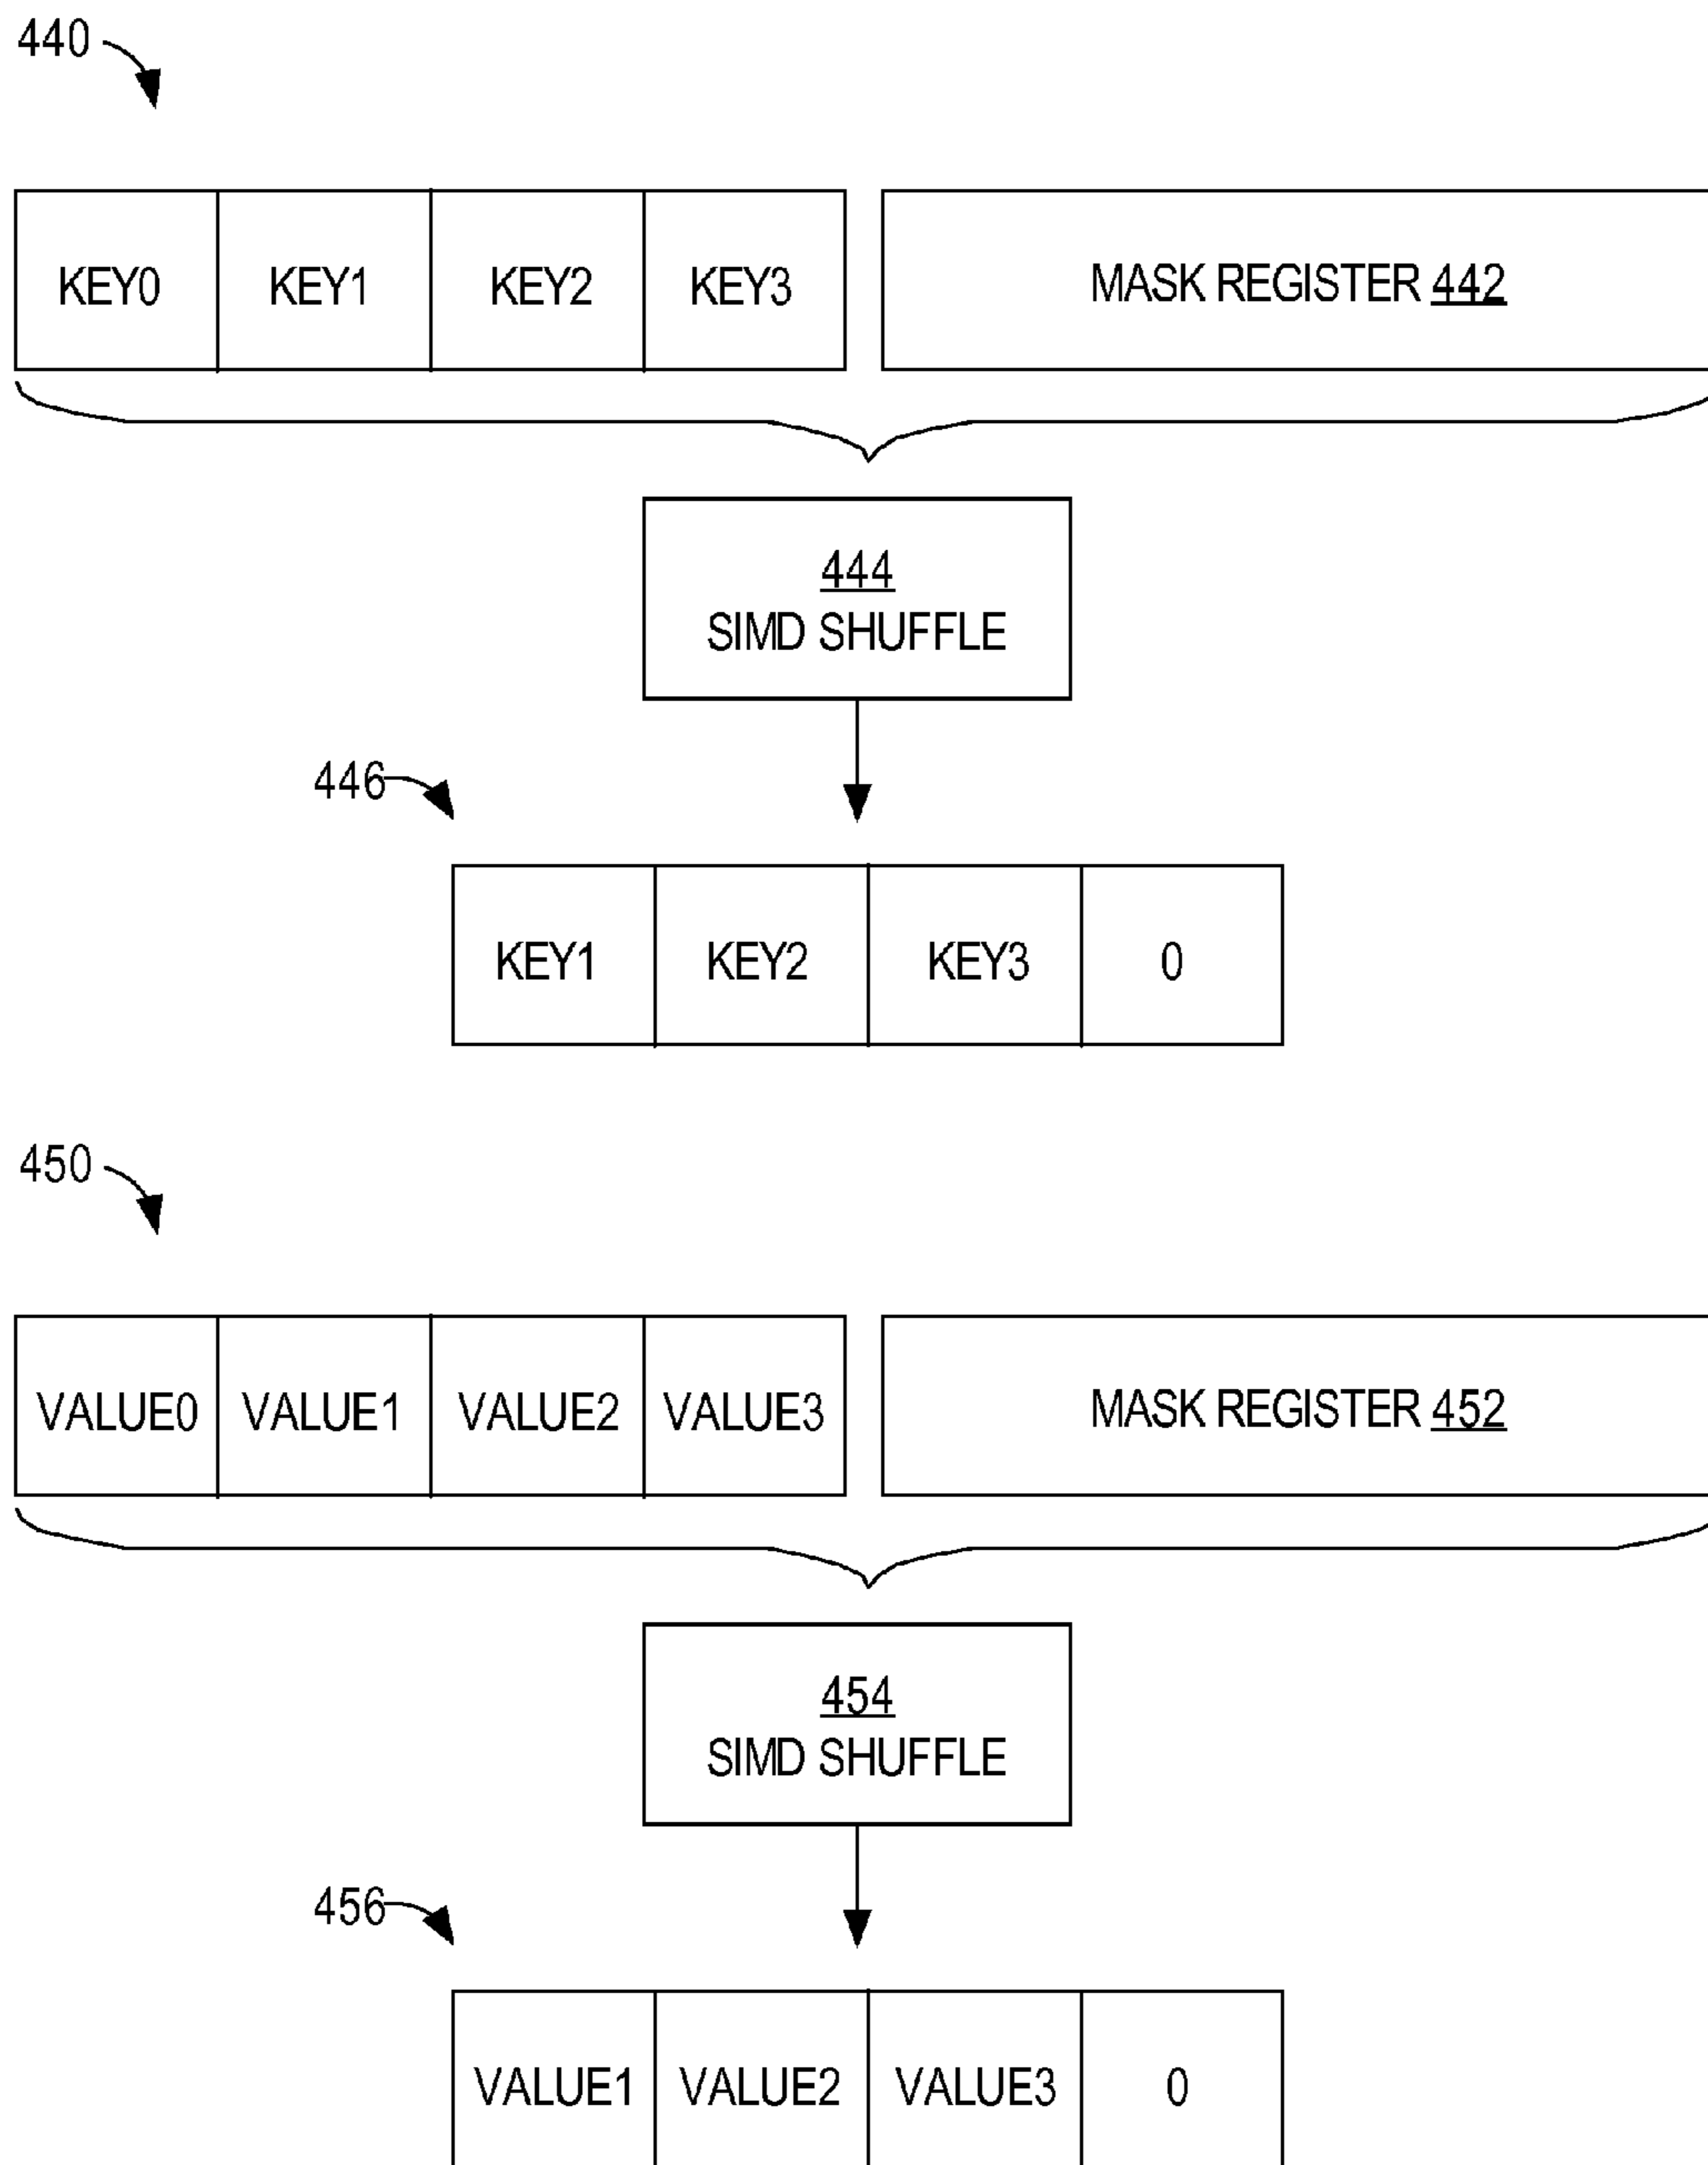 440
KEY0 KEY1 KEY2 KEY3 MASK REGISTER 442
444
SIMD SHUFFLE
446
KEY1 KEY2 KEY3 0
450
VALUE0 VALUE1 VALUE2 VALUE3 MASK REGISTER 452
454
SIMD SHUFFLE
456
VALUE1 VALUE2 VALUE3 0